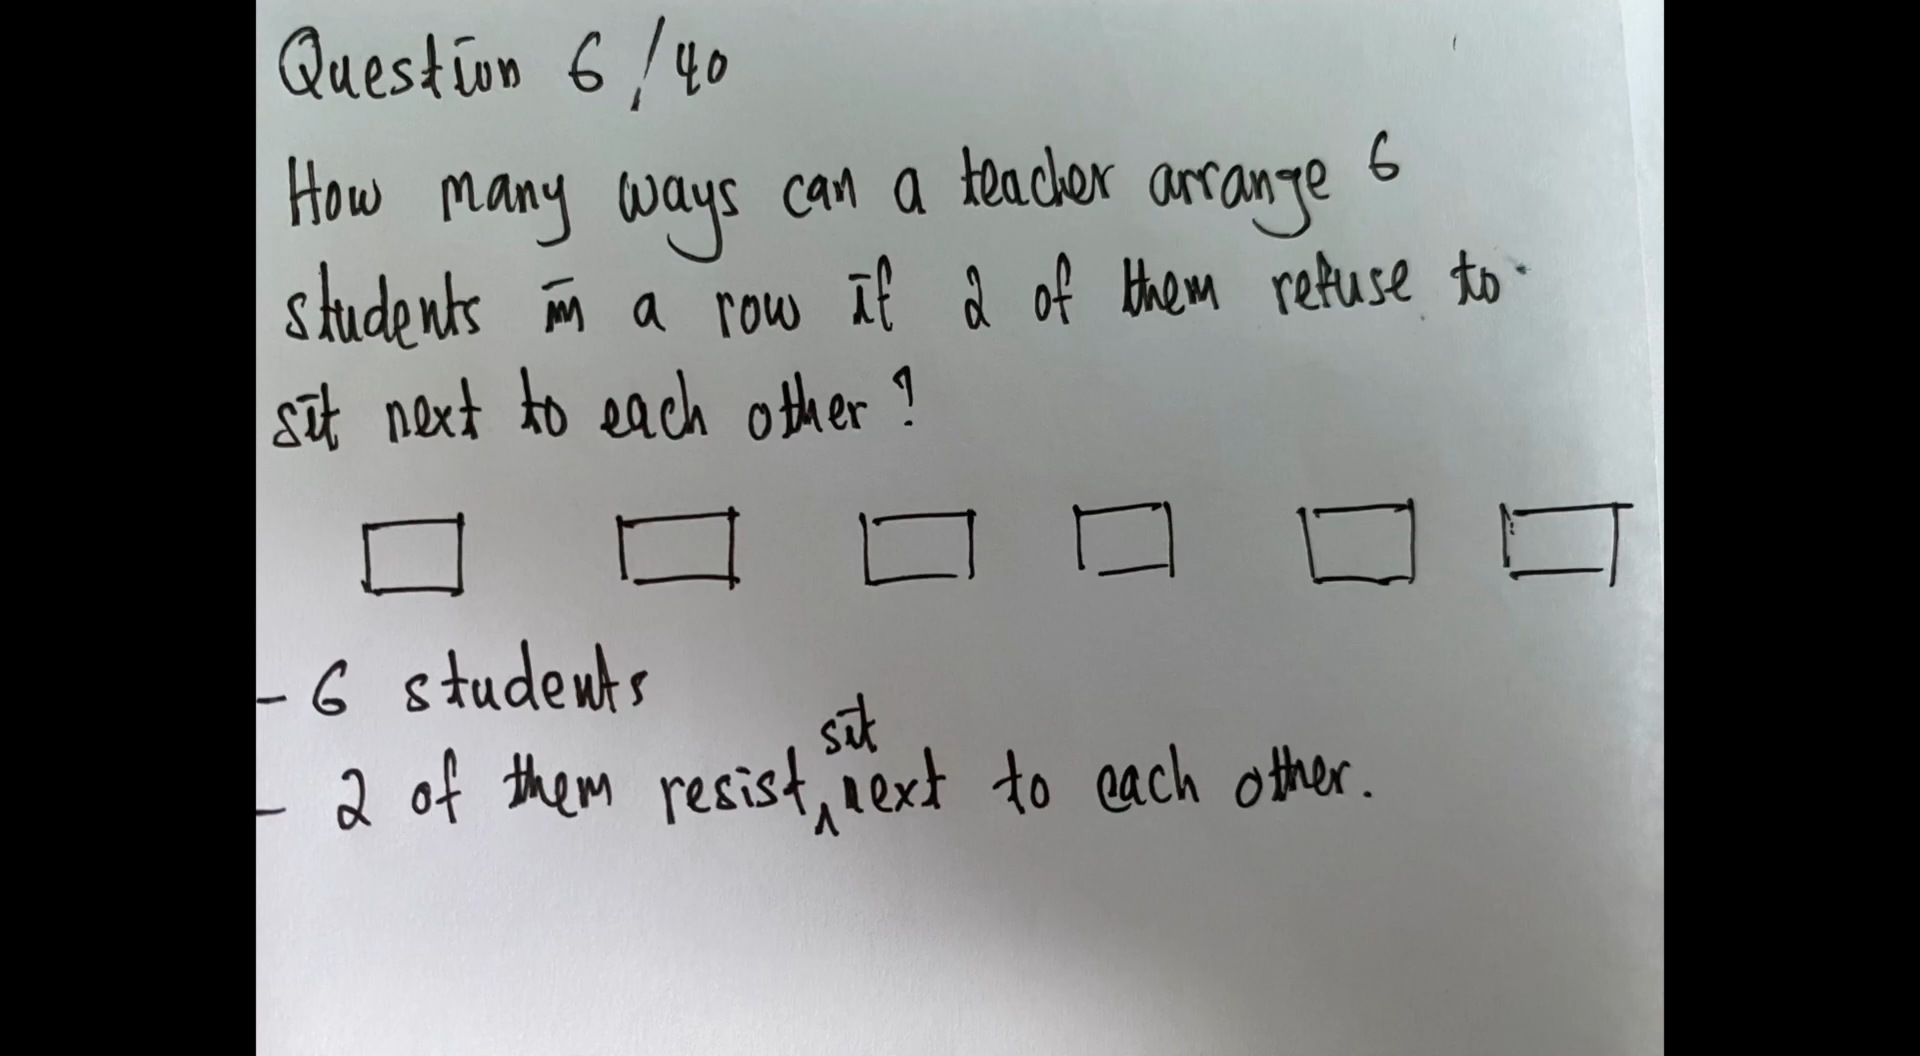 Question 6/40
How many ways can a teacher arrange 6
students in a row if 2 of them refuse to
sit next to each other?
- 6 students
- 2 of them resist sit next to each other.